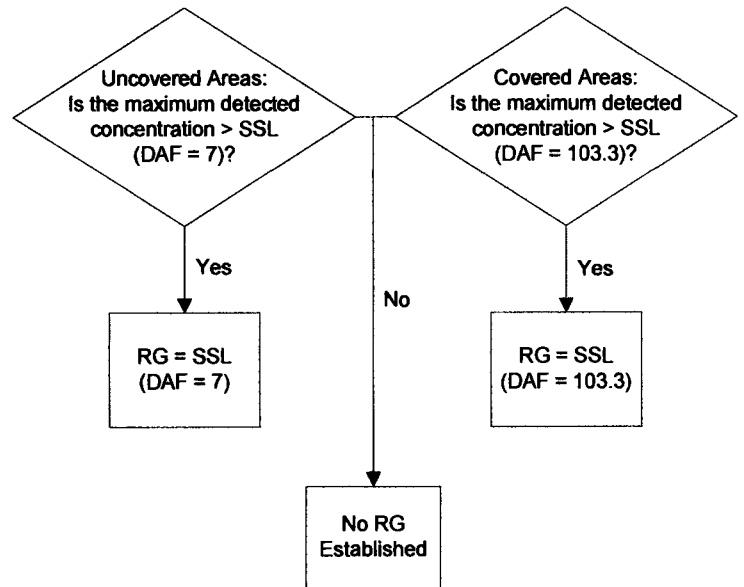 Uncovered Areas:
Is the maximum detected
concentration > SSL
(DAF = 7)?
Covered Areas:
Is the maximum detected
concentration > SSL
(DAF = 103.3)?
Yes
No
Yes
RG = SSL
(DAF = 7)
RG = SSL
(DAF = 103.3)
No RG
Established